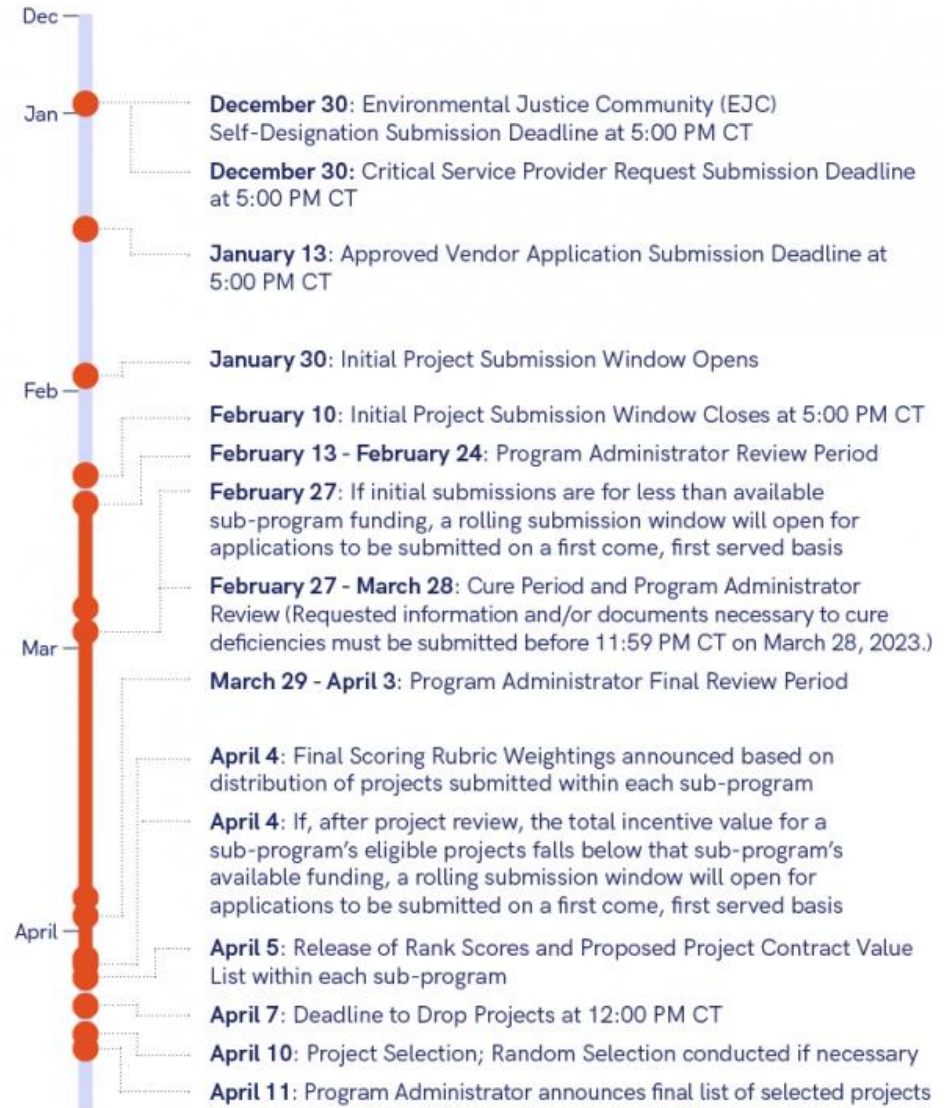 Dec
December 30: Environmental Justice Community (EJC)
Jan
Self-Designation Submission Deadline at 5:00 PM CT
December 30: Critical Service Provider Request Submission Deadline
at 5:00 PM CT
January 13: Approved Vendor Application Submission Deadline at
5:00 PM CT
January 30: Initial Project Submission Window Opens
Feb
February 10: Initial Project Submission Window Closes at 5:00 PM CT
February 13 - February 24: Program Administrator Review Period
February 27: If initial submissions are for less than available
sub-program funding, a rolling submission window will open for
applications to be submitted on a first come, first served basis
February 27 - March 28: Cure Period and Program Administrator
Review (Requested information and/or documents necessary to cure
deficiencies must be submitted before 11:59 PM CT on March 28, 2023.)
Mar
March 29 - April 3: Program Administrator Final Review Period
April 4: Final Scoring Rubric Weightings announced based on
distribution of projects submitted within each sub-program
April 4: If, after project review, the total incentive value for a
sub-program's eligible projects falls below that sub-program's
available funding, a rolling submission window will open for
applications to be submitted on a first come, first served basis
April
April 5: Release of Rank Scores and Proposed Project Contract Value
List within each sub-program
April 7: Deadline to Drop Projects at 12:00 PM CT
April 10: Project Selection; Random Selection conducted if necessary
April 11: Program Administrator announces final list of selected projects